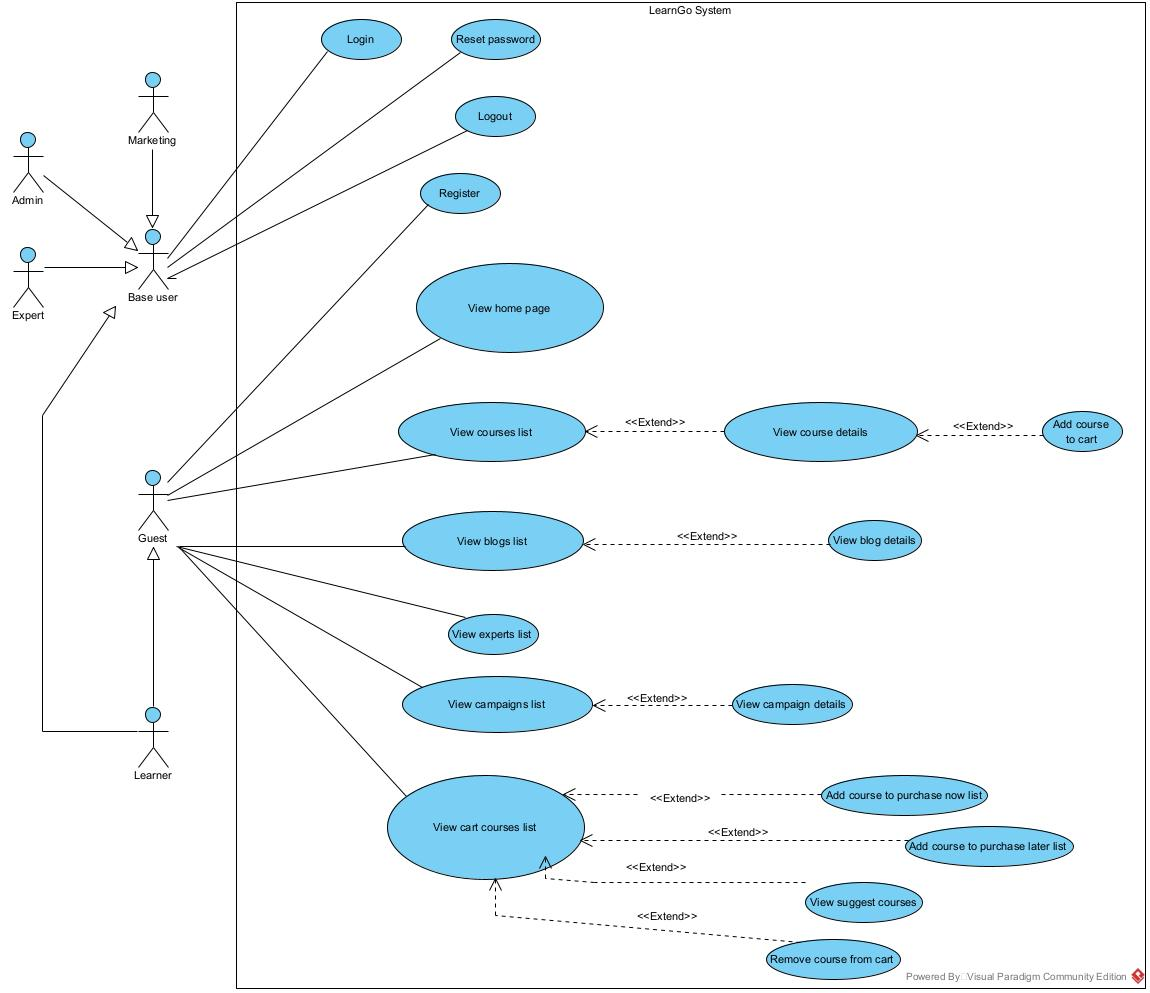 LearnGo System
Login
Reset password
Marketing
Logout
Admin
Register
Base user
Expert
View home page
View courses list
<<Extend>>
View course details
<<Extend>>
Add course
to cart
Guest
View blogs list
<<Extend>>
View blog details
View experts list
View campaigns list
<<Extend>>
View campaign details
Learner
View cart courses list
<<Extend>>
Add course to purchase now list
<<Extend>>
Add course to purchase later list
<<Extend>>
View suggest courses
<<Extend>>
Remove course from cart
Powered By Visual Paradigm Community Edition